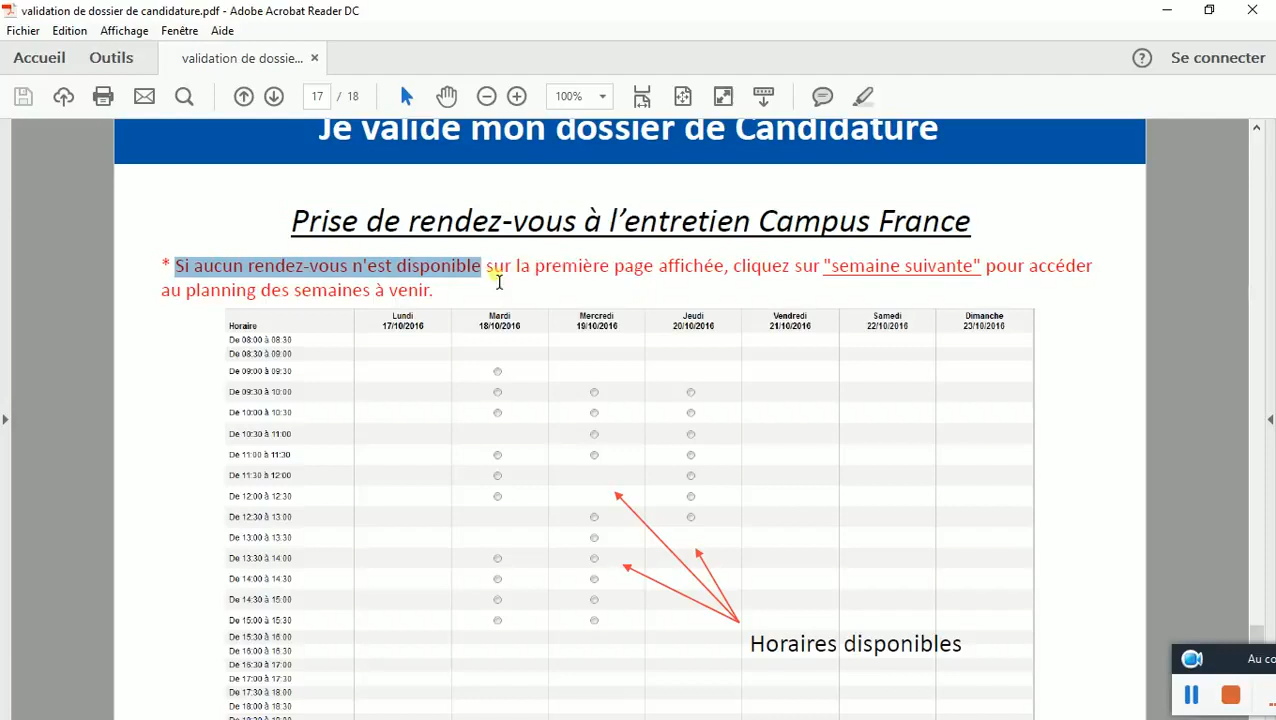 validation de dossier de candidature.pdf - Adobe Acrobat Reader DC
Fichier Edition Affichage Fenêtre Aide
Accueil Outils validation de dossie... × ? Se connecter
17 / 18 100%
Je valide mon dossier de Candidature
Prise de rendez-vous à l’entretien Campus France
* Si aucun rendez-vous n'est disponible sur la première page affichée, cliquez sur "semaine suivante" pour accéder
au planning des semaines à venir.
Lundi Mardi Mercredi Jeudi Vendredi Samedi Dimanche
Horaire 17/10/2016 18/10/2016 19/10/2016 20/10/2016 21/10/2016 22/10/2016 23/10/2016
De 08:00 à 08:30
De 08:30 à 09:00
De 09:00 à 09:30
De 09:30 à 10:00
De 10:00 à 10:30
De 10:30 à 11:00
De 11:00 à 11:30
De 11:30 à 12:00
De 12:00 à 12:30
De 12:30 à 13:00
De 13:00 à 13:30
De 13:30 à 14:00
De 14:00 à 14:30
De 14:30 à 15:00
De 15:00 à 15:30
Horaires disponibles
De 15:30 à 16:00
De 16:00 à 16:30
Au co
De 16:30 à 17:00
De 17:00 à 17:30
De 17:30 à 18:00
De 18:00 à 18:30